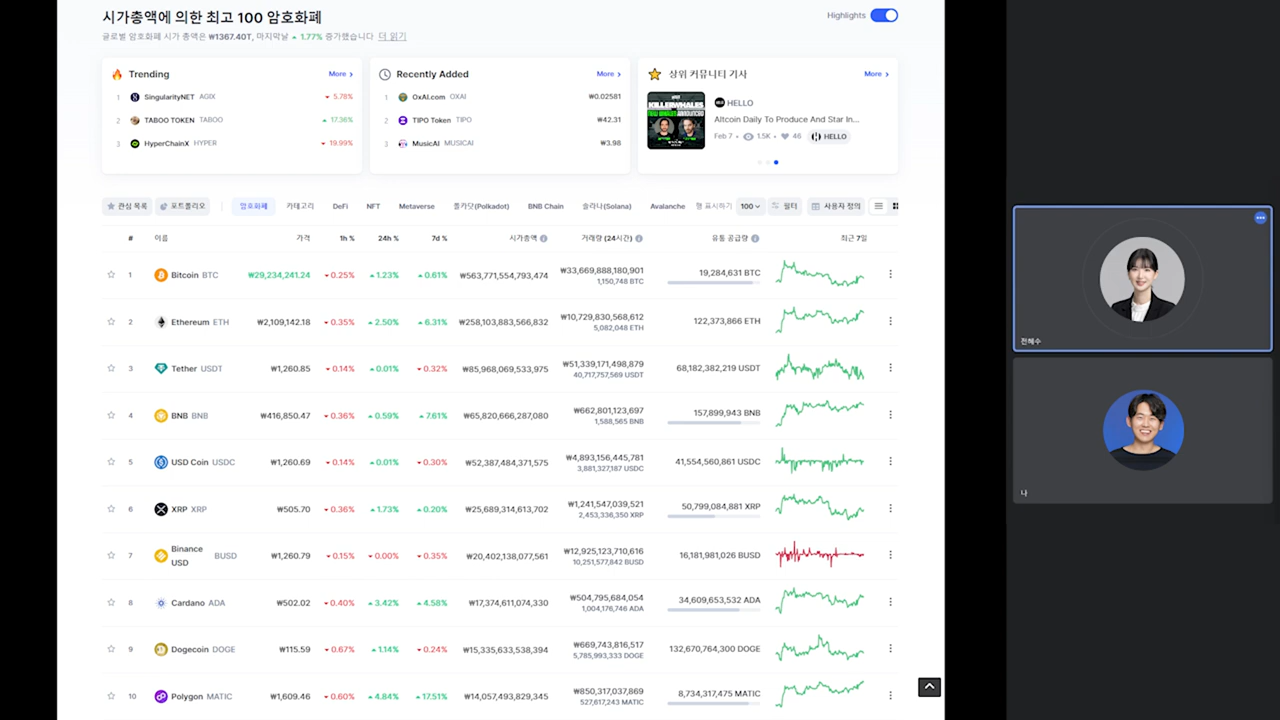 시가총액에 의한 최고 100 암호화폐
Highlights
글로벌 암호화폐 시가 총액은 ₩1367.40T, 마지막날 ▲ 1.77% 증가했습니다 더 읽기
Trending More
1 SingularityNET AGIX 5.78%
2 TABOO TOKEN TABOO 17.36%
3 HyperChainX HYPER 19.99%
Recently Added More
1 OxAI.com OXAI ₩0.02581
2 TIPO Token TIPO ₩42.31
3 MusicAI MUSICAI ₩3.98
상위 커뮤니티 기사 More
HELLO
Altcoin Daily To Produce And Star In...
Feb 7 • 1.5K • 46 HELLO
KILLERWHALES
관심 목록 포트폴리오 암호화폐 카테고리 DeFi NFT Metaverse 폴카닷(Polkadot) BNB Chain 솔라나(Solana) Avalanche 행 표시하기 100 필터 사용자 정의
# 이름 가격 1h % 24h % 7d % 시가총액 거래량 (24시간) 유통 공급량 최근 7일
1 Bitcoin BTC ₩29,234,241.24 0.25% 1.23% 0.61% ₩563,771,554,793,474 ₩33,669,888,180,901 19,284,631 BTC
1,150,748 BTC
2 Ethereum ETH ₩2,109,142.18 0.35% 2.50% 6.31% ₩258,103,883,566,832 ₩10,729,830,568,612 122,373,866 ETH
5,082,048 ETH
3 Tether USDT ₩1,260.85 0.14% 0.01% 0.32% ₩85,968,069,533,975 ₩51,339,171,498,879 68,182,382,219 USDT
40,717,757,569 USDT
4 BNB BNB ₩416,850.47 0.36% 0.59% 7.61% ₩65,820,666,287,080 ₩662,801,123,697 157,899,943 BNB
1,588,565 BNB
5 USD Coin USDC ₩1,260.69 0.14% 0.01% 0.30% ₩52,387,484,371,575 ₩4,893,156,445,781 41,554,560,861 USDC
3,881,327,187 USDC
6 XRP XRP ₩505.70 0.36% 1.73% 0.20% ₩25,689,314,613,702 ₩1,241,547,039,521 50,799,084,881 XRP
2,453,336,350 XRP
7 Binance USD BUSD ₩1,260.79 0.15% 0.00% 0.35% ₩20,402,138,077,561 ₩12,925,123,710,616 16,181,981,026 BUSD
10,251,577,842 BUSD
8 Cardano ADA ₩502.02 0.40% 3.42% 4.58% ₩17,374,611,074,330 ₩504,795,684,054 34,609,653,532 ADA
1,004,176,746 ADA
9 Dogecoin DOGE ₩115.59 0.67% 1.14% 0.24% ₩15,335,633,538,394 ₩669,743,816,517 132,670,764,300 DOGE
5,785,993,333 DOGE
10 Polygon MATIC ₩1,609.46 0.60% 4.84% 17.51% ₩14,057,493,829,345 ₩850,317,037,869 8,734,317,475 MATIC
527,617,243 MATIC
전혜수
나